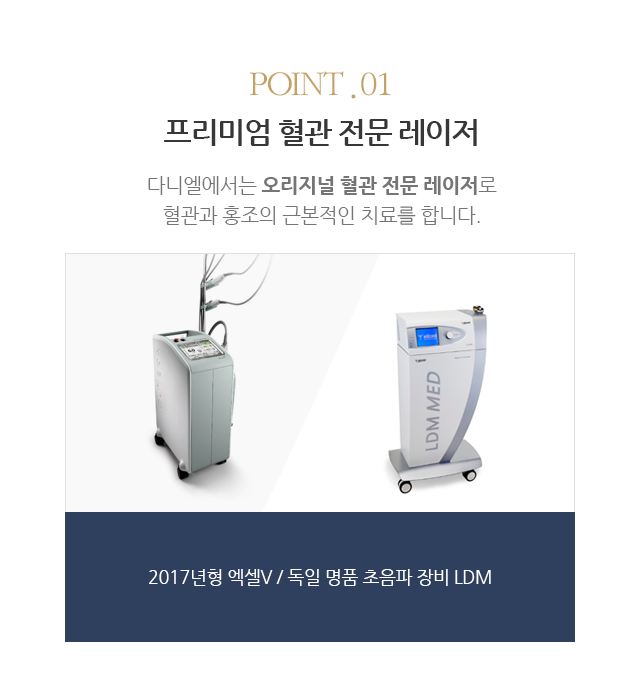 POINT .01
프리미엄 혈관 전문 레이저
다니엘에서는 오리지널 혈관 전문 레이저로
혈관과 홍조의 근본적인 치료를 합니다.
LDM MED
2017년형 엑셀V / 독일 명품 초음파 장비 LDM